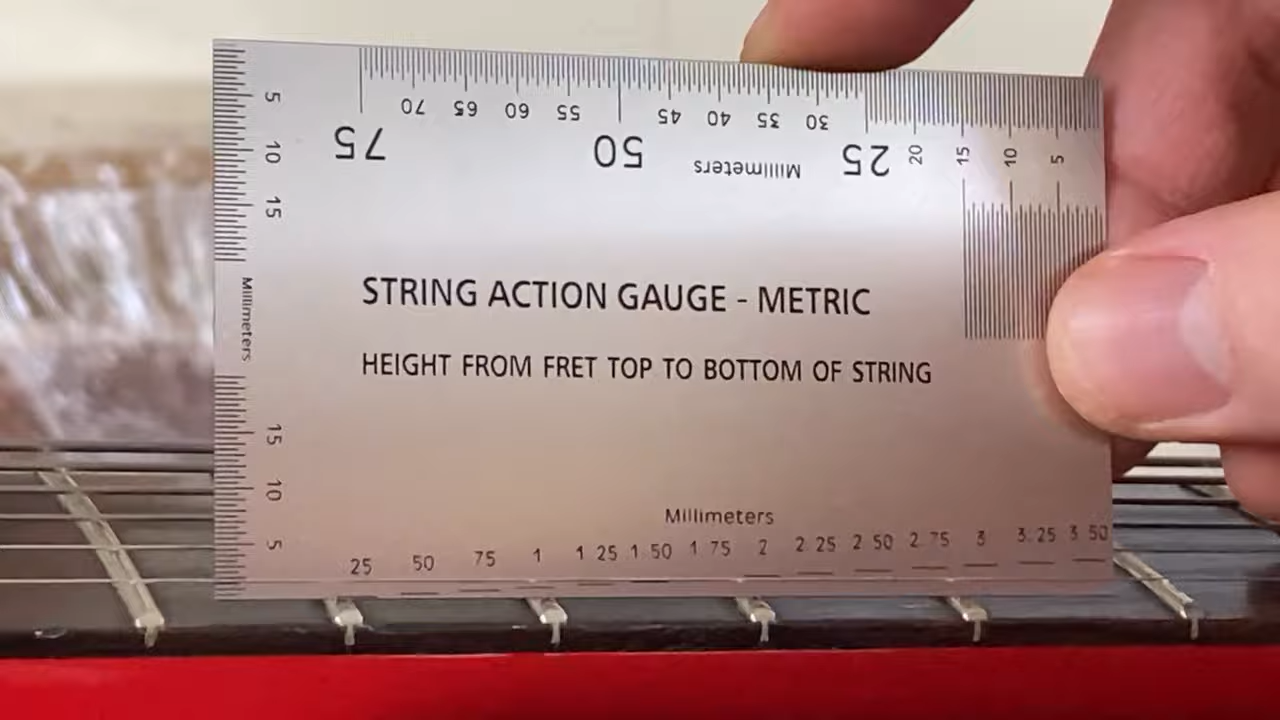 70 65 60 55 45 40 35 30
75 50 Millimeters 25 20 15 10 5
5
10
15
Millimeters
STRING ACTION GAUGE - METRIC
HEIGHT FROM FRET TOP TO BOTTOM OF STRING
15
10
5
Millimeters
25 50 75 1 1 25 1 50 1 75 2 2 25 2 50 2 75 3 3.25 3 50